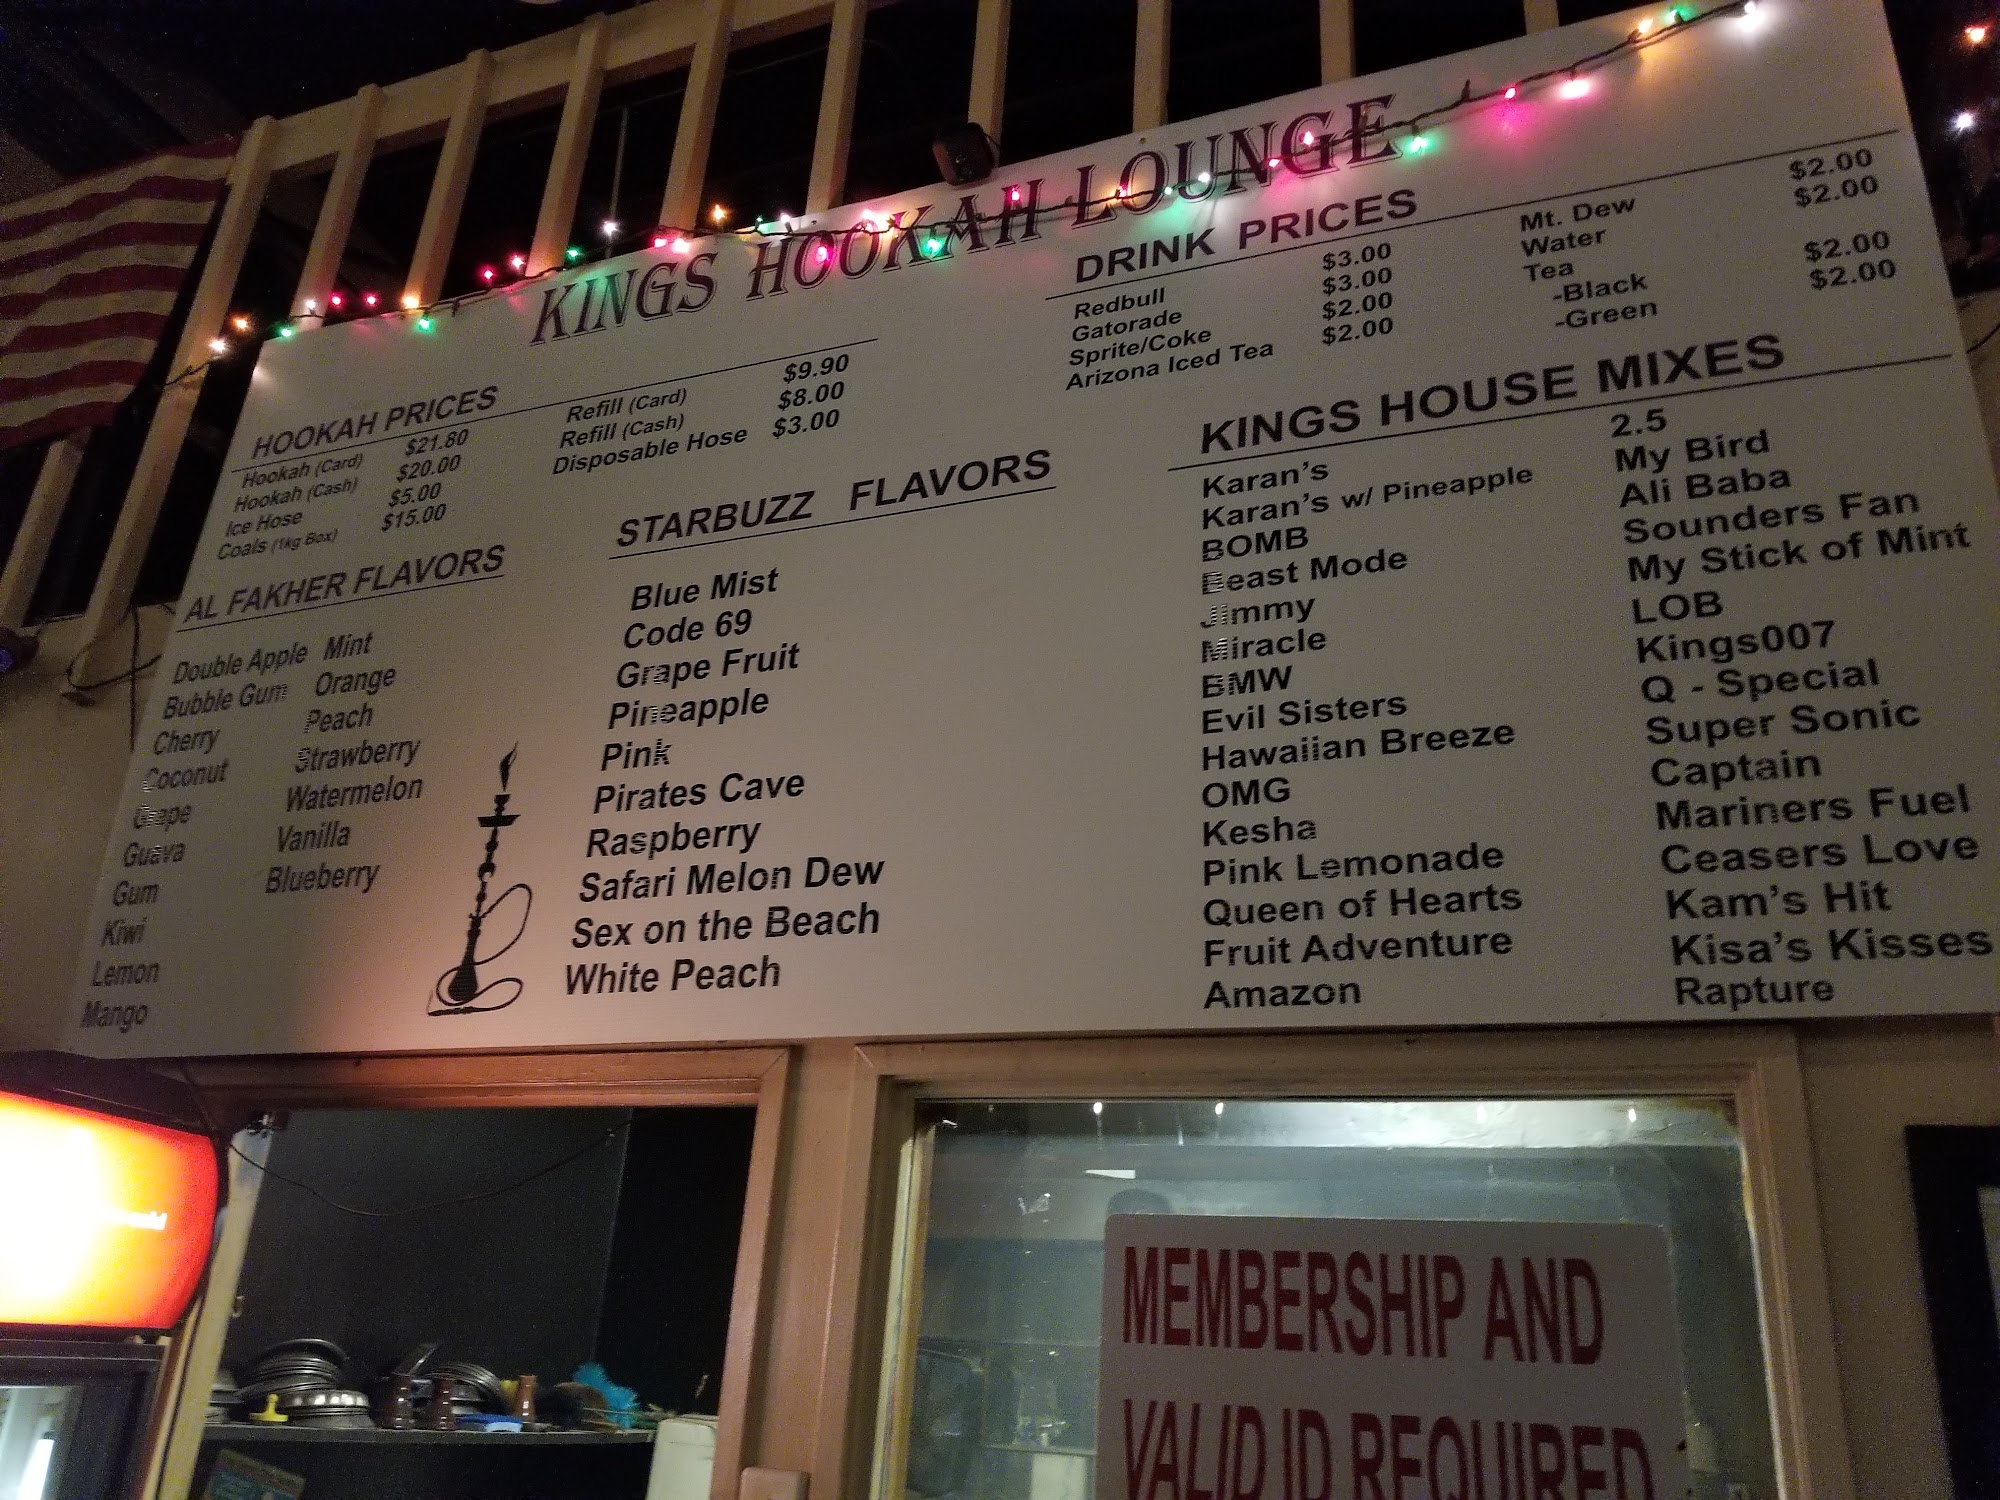 KINGS HOOKAH LOUNGE
HOOKAH PRICES
Hookah (Card) $21.80
Hookah (Cash) $20.00
Ice Hose $5.00
Coals (1kg Box) $15.00
Refill (Card) $9.90
Refill (Cash) $8.00
Disposable Hose $3.00
DRINK PRICES
Redbull $3.00
Gatorade $3.00
Sprite/Coke $2.00
Arizona Iced Tea $2.00
Mt. Dew $2.00
Water $2.00
Tea
-Black $2.00
-Green $2.00
AL FAKHER FLAVORS
Double Apple
Bubble Gum
Cherry
Coconut
Grape
Guava
Gum
Kiwi
Lemon
Mango
Mint
Orange
Peach
Strawberry
Watermelon
Vanilla
Blueberry
STARBUZZ FLAVORS
Blue Mist
Code 69
Grape Fruit
Pineapple
Pink
Pirates Cave
Raspberry
Safari Melon Dew
Sex on the Beach
White Peach
KINGS HOUSE MIXES
Karan's
Karan's w/ Pineapple
BOMB
Beast Mode
Jimmy
Miracle
BMW
Evil Sisters
Hawaiian Breeze
OMG
Kesha
Pink Lemonade
Queen of Hearts
Fruit Adventure
Amazon
2.5
My Bird
Ali Baba
Sounders Fan
My Stick of Mint
LOB
Kings007
Q - Special
Super Sonic
Captain
Mariners Fuel
Ceasers Love
Kam's Hit
Kisa's Kisses
Rapture
MEMBERSHIP AND
VALID ID REQUIRED